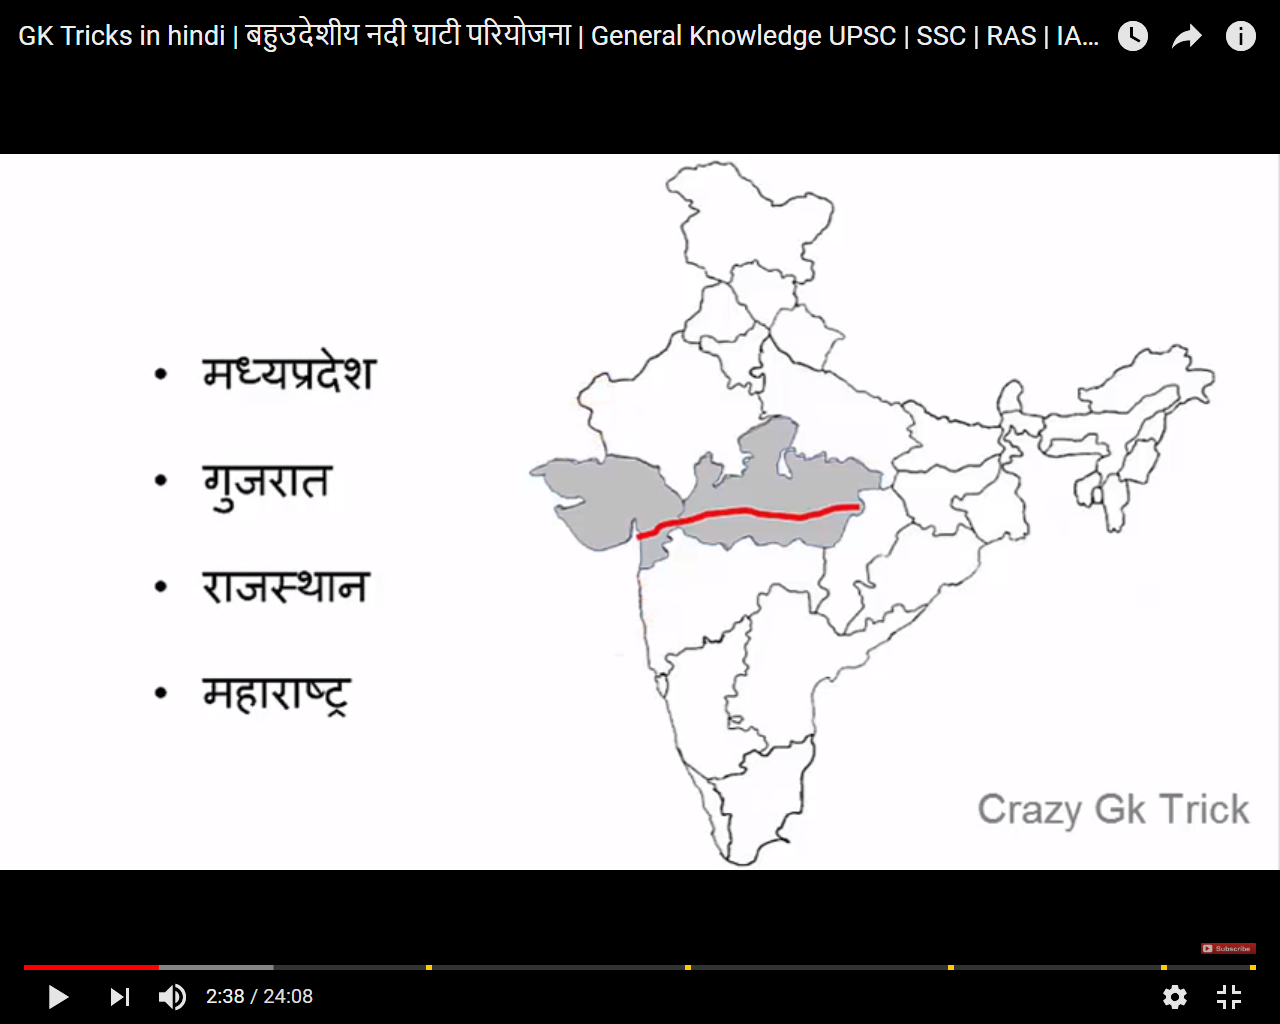 GK Tricks in hindi | बहुउदेशीय नदी घाटी परियोजना | General Knowledge UPSC | SSC | RAS | IA...
• मध्यप्रदेश
• गुजरात
• राजस्थान
• महाराष्ट्र
Crazy Gk Trick
Subscribe
2:38 / 24:08